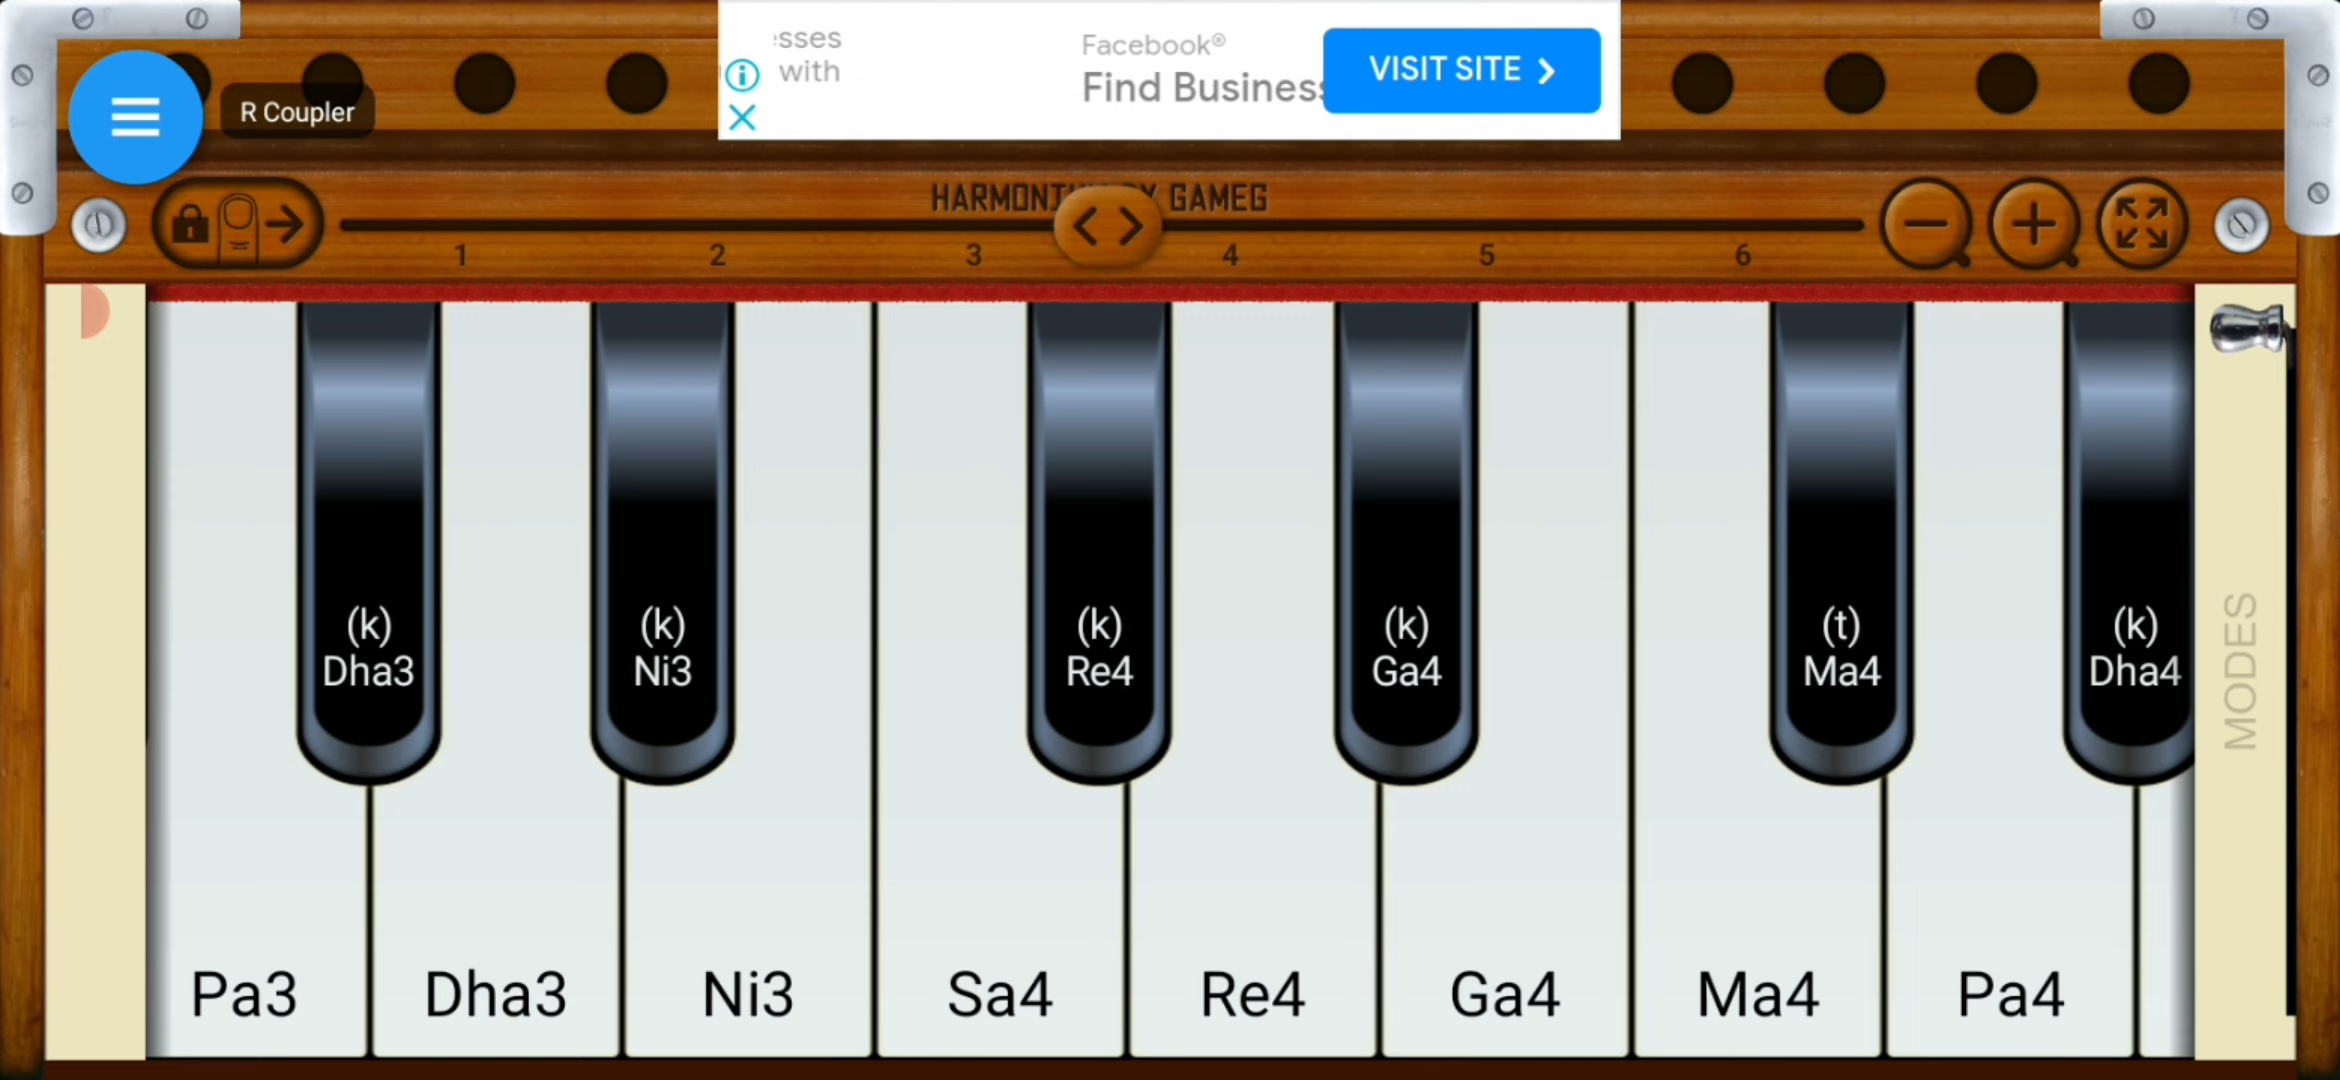 sses
with
Facebook®
Find Business
VISIT SITE
R Coupler
GAMEG
1 2 3 4 5 6
(k) (k) (k) (k) (t) (k)
Dha3 Ni3 Re4 Ga4 Ma4 Dha4
MODES
Pa3 Dha3 Ni3 Sa4 Re4 Ga4 Ma4 Pa4